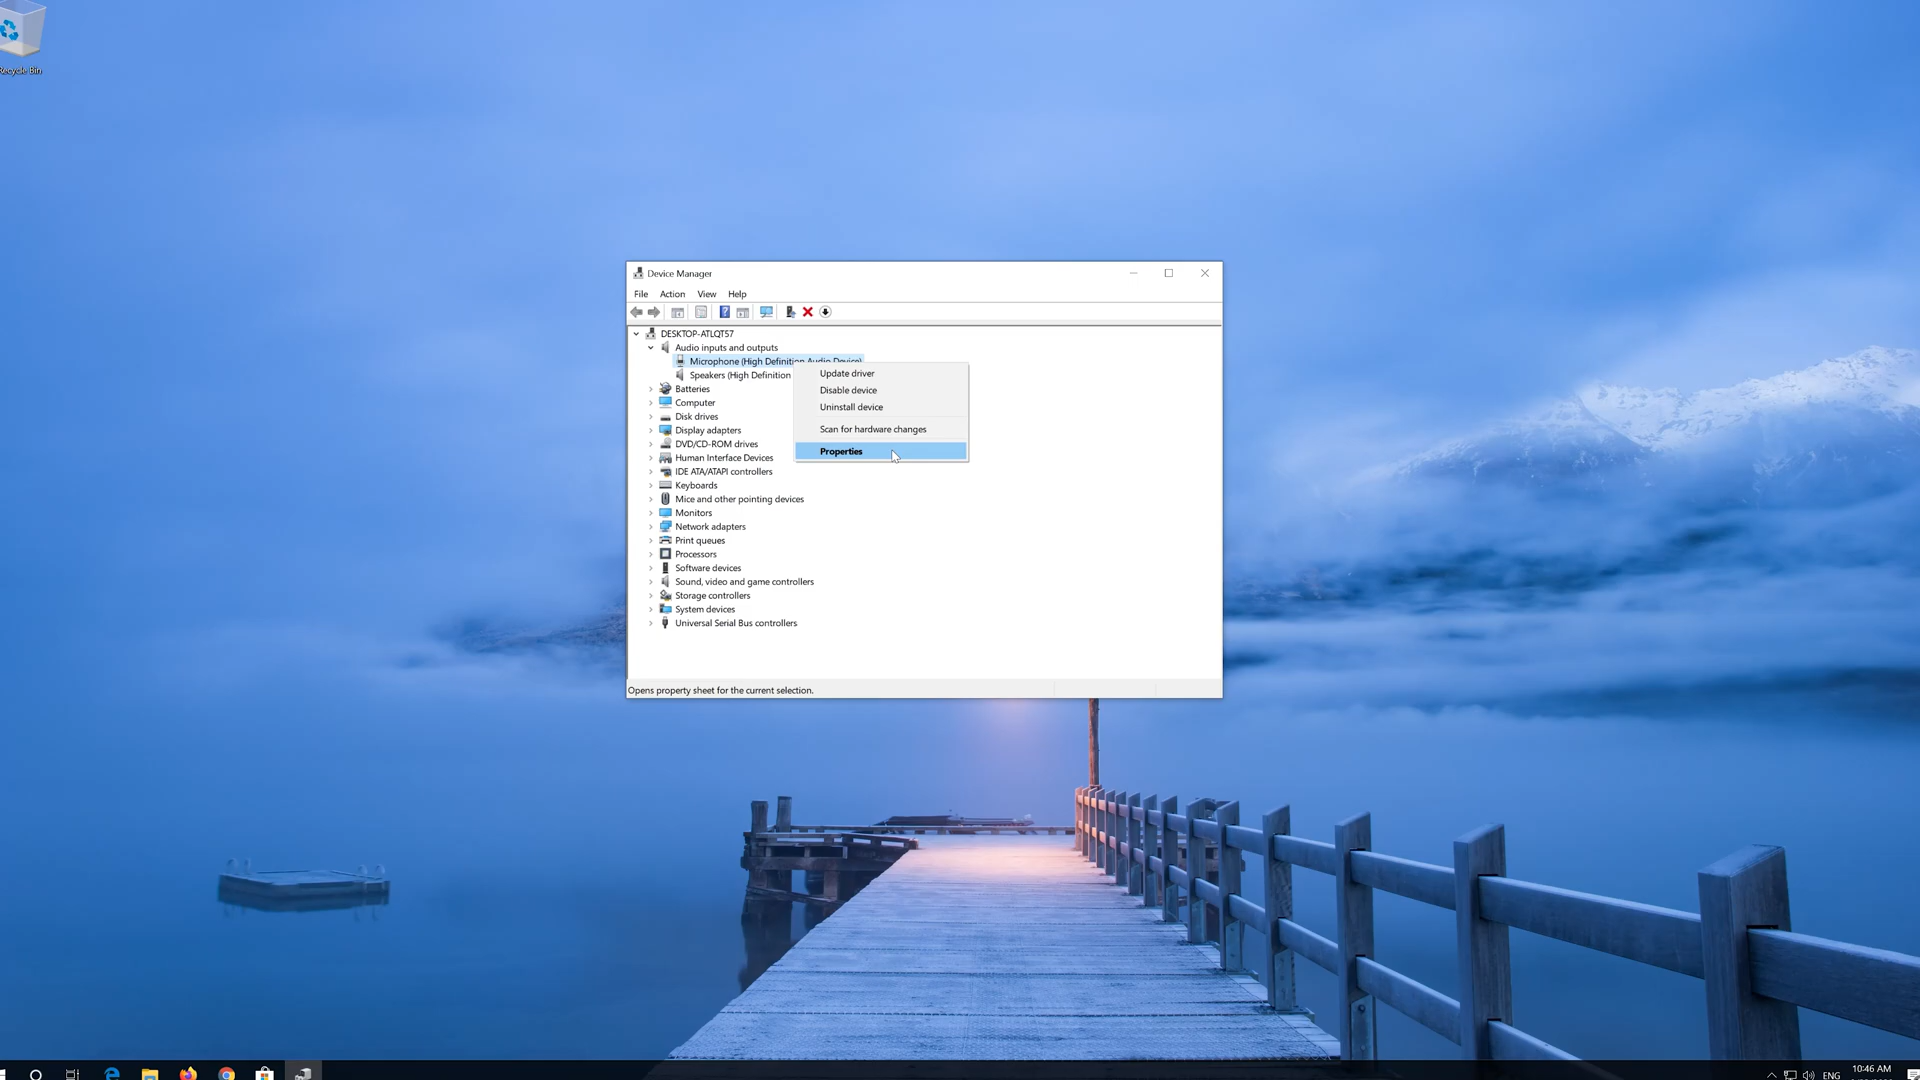 Recycle Bin
Device Manager
File Action View Help
DESKTOP-ATLQT57
Audio inputs and outputs
Microphone (High Definition Audio Device)
Speakers (High Definition
Batteries
Computer
Disk drives
Display adapters
DVD/CD-ROM drives
Human Interface Devices
IDE ATA/ATAPI controllers
Keyboards
Mice and other pointing devices
Monitors
Network adapters
Print queues
Processors
Software devices
Sound, video and game controllers
Storage controllers
System devices
Universal Serial Bus controllers
Update driver
Disable device
Uninstall device
Scan for hardware changes
Properties
Opens property sheet for the current selection.
ENG
10:46 AM